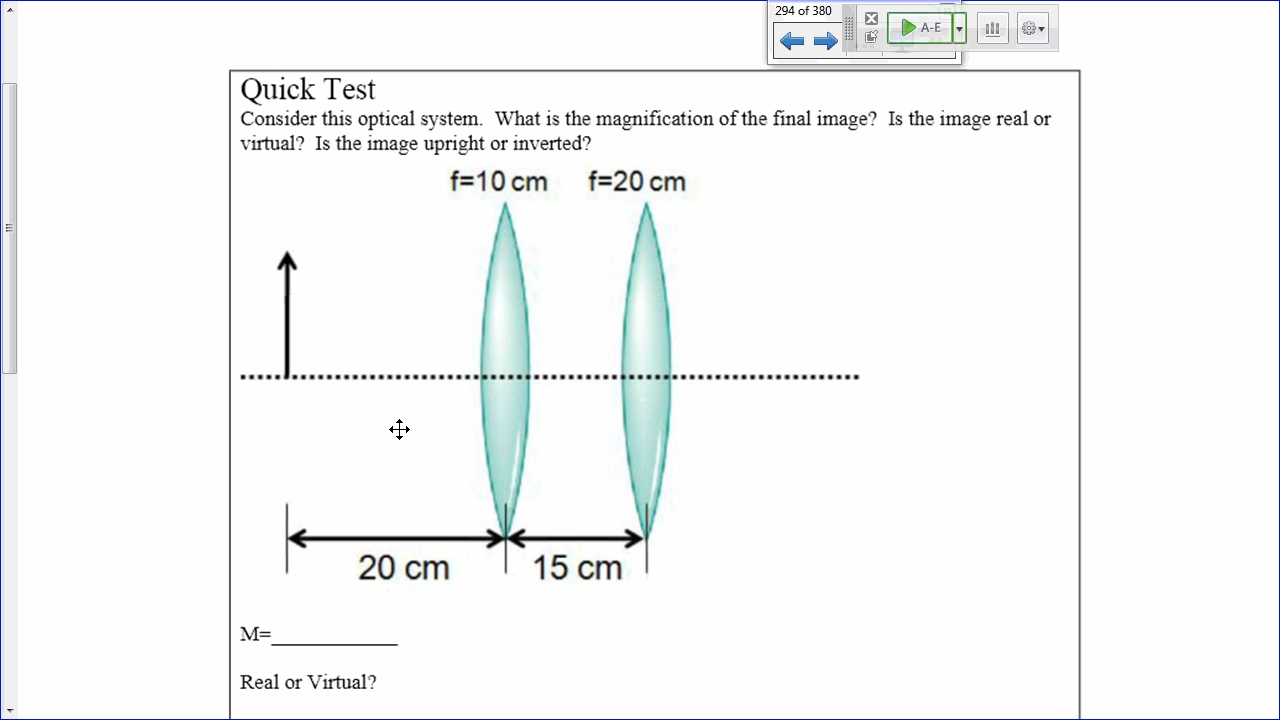 294 of 380
A-E
Quick Test
Consider this optical system.  What is the magnification of the final image?  Is the image real or
virtual?  Is the image upright or inverted?
f=10 cm
f=20 cm
20 cm
15 cm
M=___________
Real or Virtual?